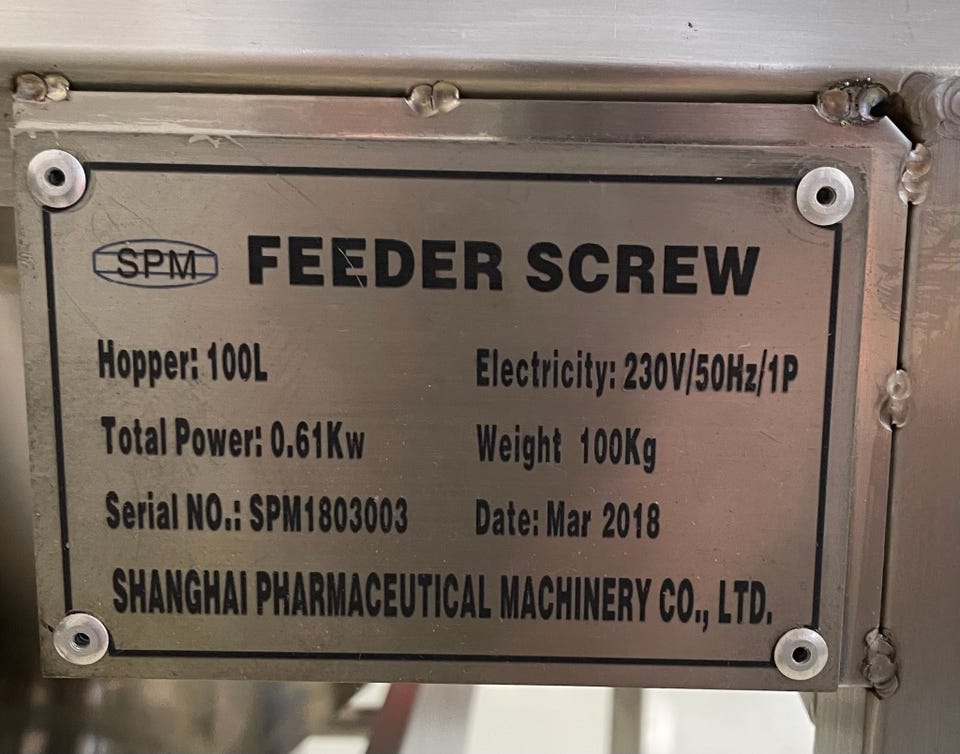 SPM FEEDER SCREW
Hopper: 100L Electricity: 230V/50Hz/1P
Total Power: 0.61Kw Weight 100Kg
Serial NO.: SPM1803003 Date: Mar 2018
SHANGHAI PHARMACEUTICAL MACHINERY CO., LTD.